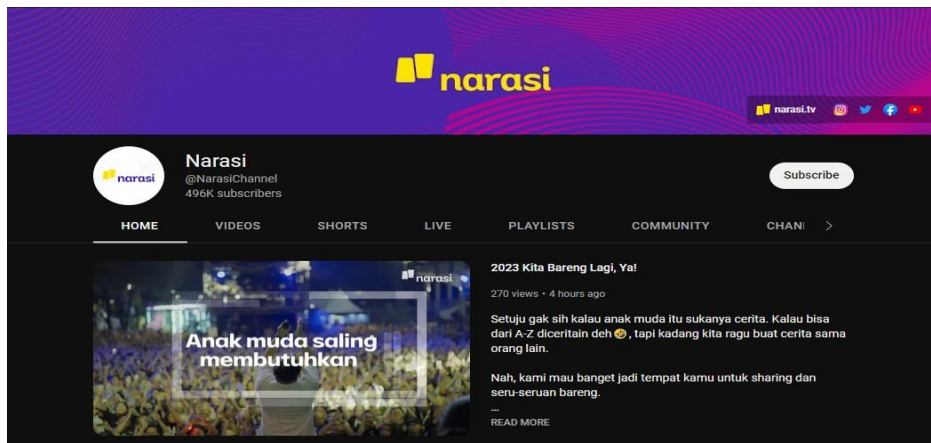 narasi
narasi.tv
narasi
Narasi
@NarasiChannel
496K subscribers
Subscribe
HOME VIDEOS SHORTS LIVE PLAYLISTS COMMUNITY CHAN
narasi
Anak muda saling
membutuhkan
2023 Kita Bareng Lagi, Ya!
270 views • 4 hours ago
Setuju gak sih kalau anak muda itu sukanya cerita. Kalau bisa
dari A-Z diceritain deh🤣, tapi kadang kita ragu buat cerita sama
orang lain.
Nah, kami mau banget jadi tempat kamu untuk sharing dan
seru-seruan bareng.
...
READ MORE